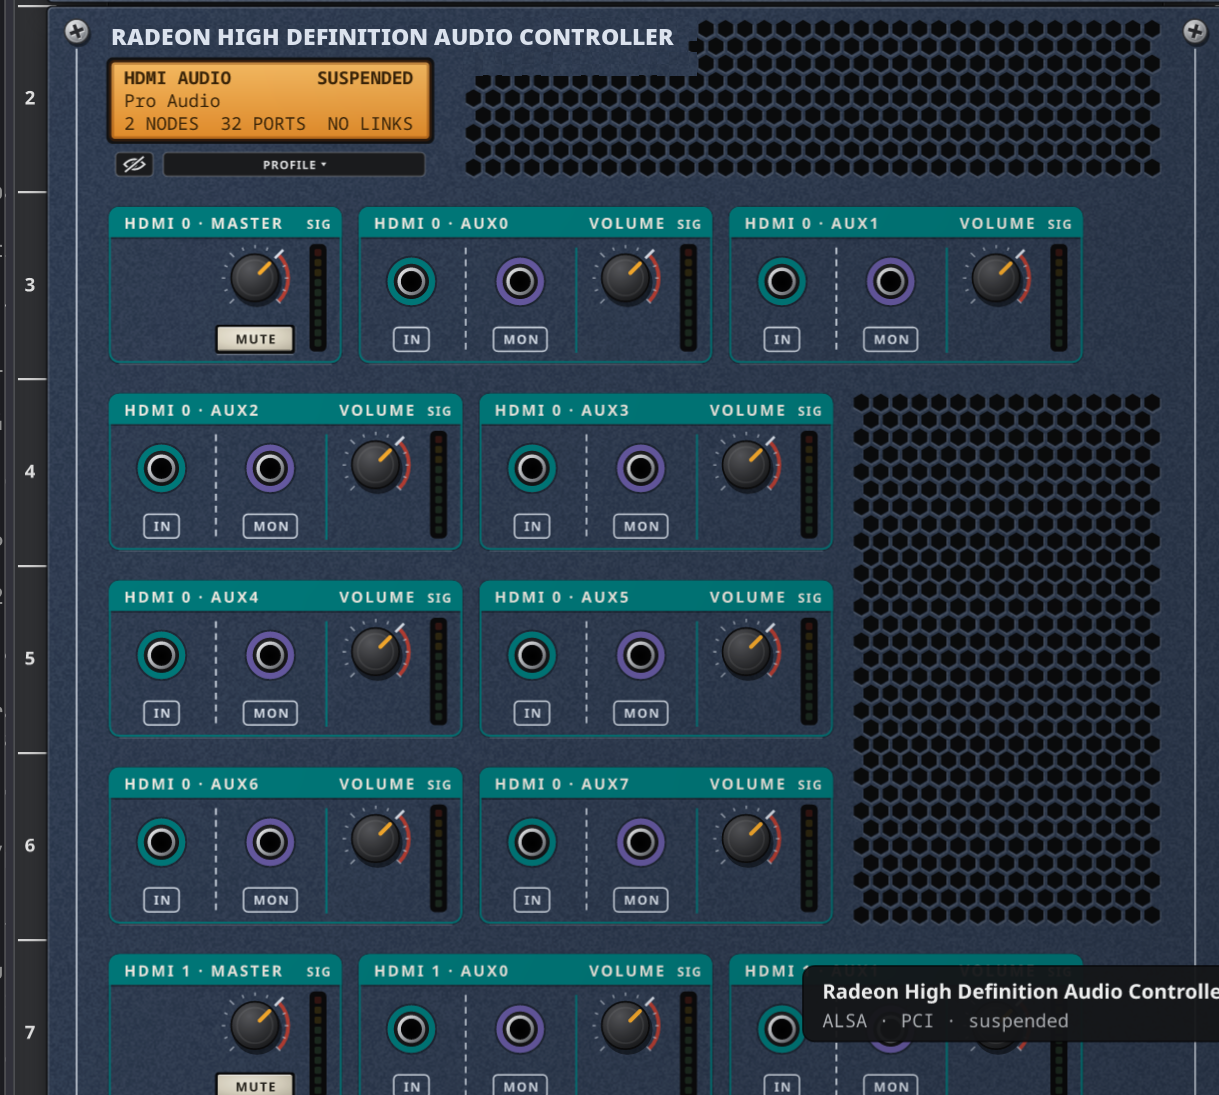 RADEON HIGH DEFINITION AUDIO CONTROLLER
HDMI AUDIO SUSPENDED
Pro Audio
2 NODES 32 PORTS NO LINKS
PROFILE
2
HDMI 0 · MASTER SIG
MUTE
HDMI 0 · AUX0 VOLUME SIG
IN MON
HDMI 0 · AUX1 VOLUME SIG
IN MON
3
HDMI 0 · AUX2 VOLUME SIG
IN MON
HDMI 0 · AUX3 VOLUME SIG
IN MON
4
HDMI 0 · AUX4 VOLUME SIG
IN MON
HDMI 0 · AUX5 VOLUME SIG
IN MON
5
HDMI 0 · AUX6 VOLUME SIG
IN MON
HDMI 0 · AUX7 VOLUME SIG
IN MON
6
HDMI 1 · MASTER SIG
MUTE
HDMI 1 · AUX0 VOLUME SIG
IN MON
HDMI 1 · AUX1 VOLUME SIG
IN MON
7
Radeon High Definition Audio Controlle
ALSA · PCI · suspended